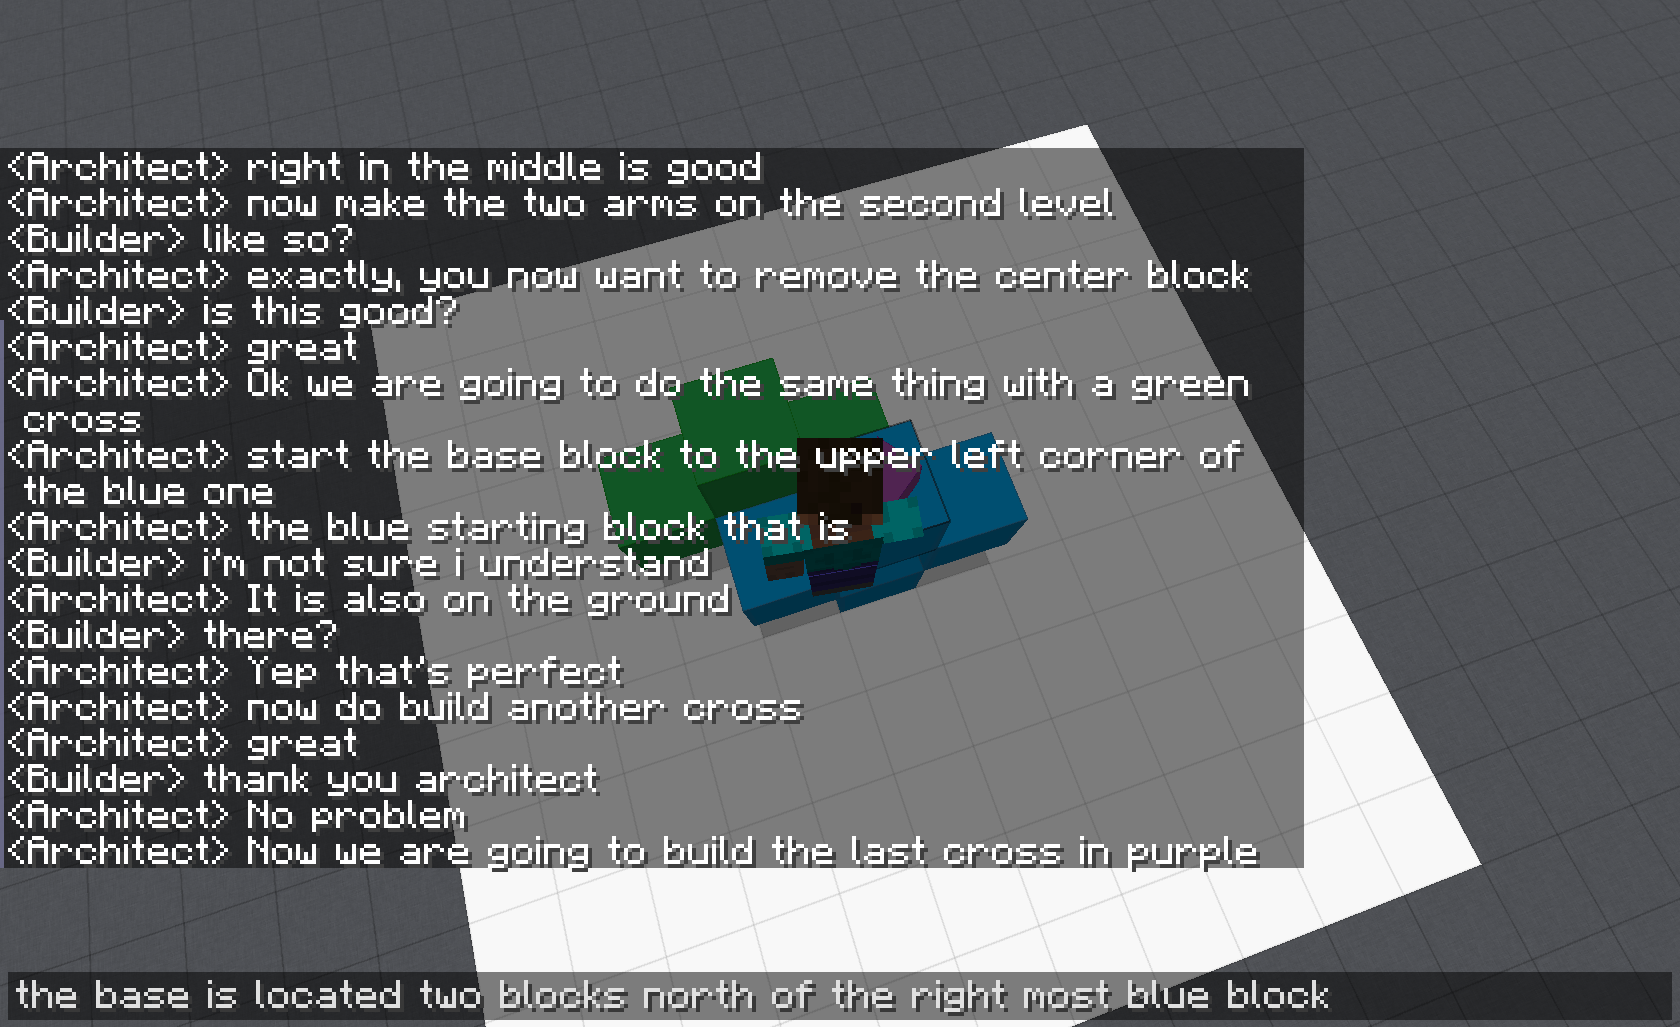 <Architect> right in the middle is good
<Architect> now make the two arms on the second level
<Builder> like so?
<Architect> exactly, you now want to remove the center block
<Builder> is this good?
<Architect> great
<Architect> Ok we are going to do the same thing with a green
cross
<Architect> start the base block to the upper left corner of
the blue one
<Architect> the blue starting block that is
<Builder> i'm not sure i understand
<Architect> It is also on the ground
<Builder> there?
<Architect> Yep that's perfect
<Architect> now do build another cross
<Architect> great
<Builder> thank you architect
<Architect> No problem
<Architect> Now we are going to build the last cross in purple
the base is located two blocks north of the right most blue block